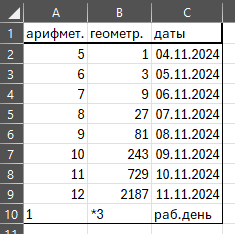 A B C
1 арифмет. геометр. даты
2 5 1 04.11.2024
3 6 3 05.11.2024
4 7 9 06.11.2024
5 8 27 07.11.2024
6 9 81 08.11.2024
7 10 243 09.11.2024
8 11 729 10.11.2024
9 12 2187 11.11.2024
10 1 *3 раб.день